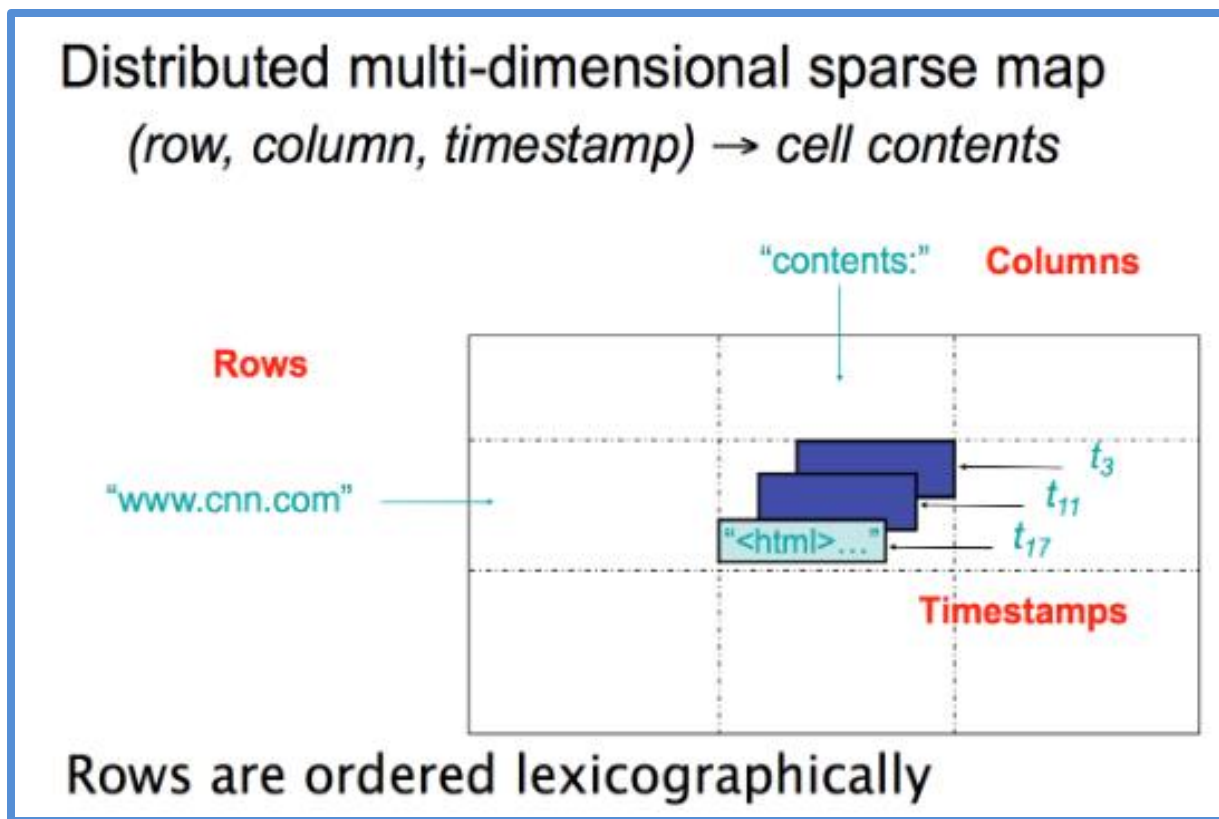 Distributed multi-dimensional sparse map
(row, column, timestamp) → cell contents
“contents:” Columns
Rows
t3
“www.cnn.com”
t11
“<html>…”
t17
Timestamps
Rows are ordered lexicographically